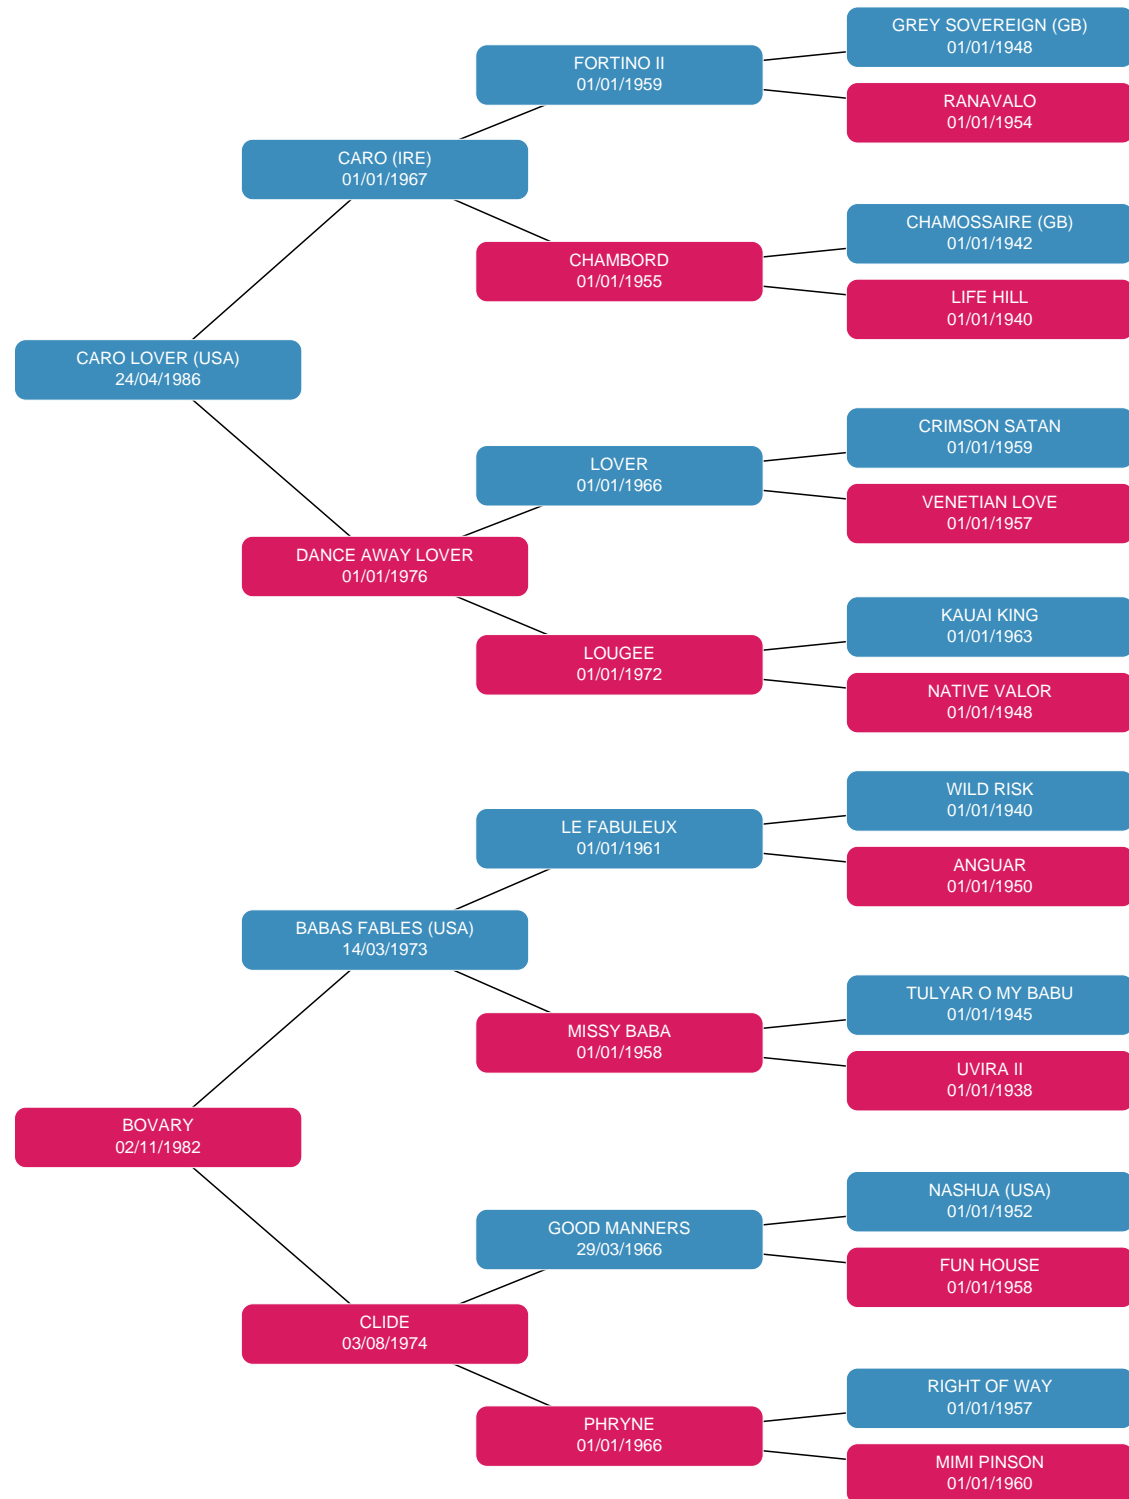 GREY SOVEREIGN (GB)
01/01/1948
FORTINO II
01/01/1959
RANAVALO
01/01/1954
CARO (IRE)
01/01/1967
CHAMOSSAIRE (GB)
01/01/1942
CHAMBORD
01/01/1955
LIFE HILL
01/01/1940
CARO LOVER (USA)
24/04/1986
CRIMSON SATAN
01/01/1959
LOVER
01/01/1966
VENETIAN LOVE
01/01/1957
DANCE AWAY LOVER
01/01/1976
KAUAI KING
01/01/1963
LOUGEE
01/01/1972
NATIVE VALOR
01/01/1948
WILD RISK
01/01/1940
LE FABULEUX
01/01/1961
ANGUAR
01/01/1950
BABAS FABLES (USA)
14/03/1973
TULYAR O MY BABU
01/01/1945
MISSY BABA
01/01/1958
UVIRA II
01/01/1938
BOVARY
02/11/1982
NASHUA (USA)
01/01/1952
GOOD MANNERS
29/03/1966
FUN HOUSE
01/01/1958
CLIDE
03/08/1974
RIGHT OF WAY
01/01/1957
PHRYNE
01/01/1966
MIMI PINSON
01/01/1960